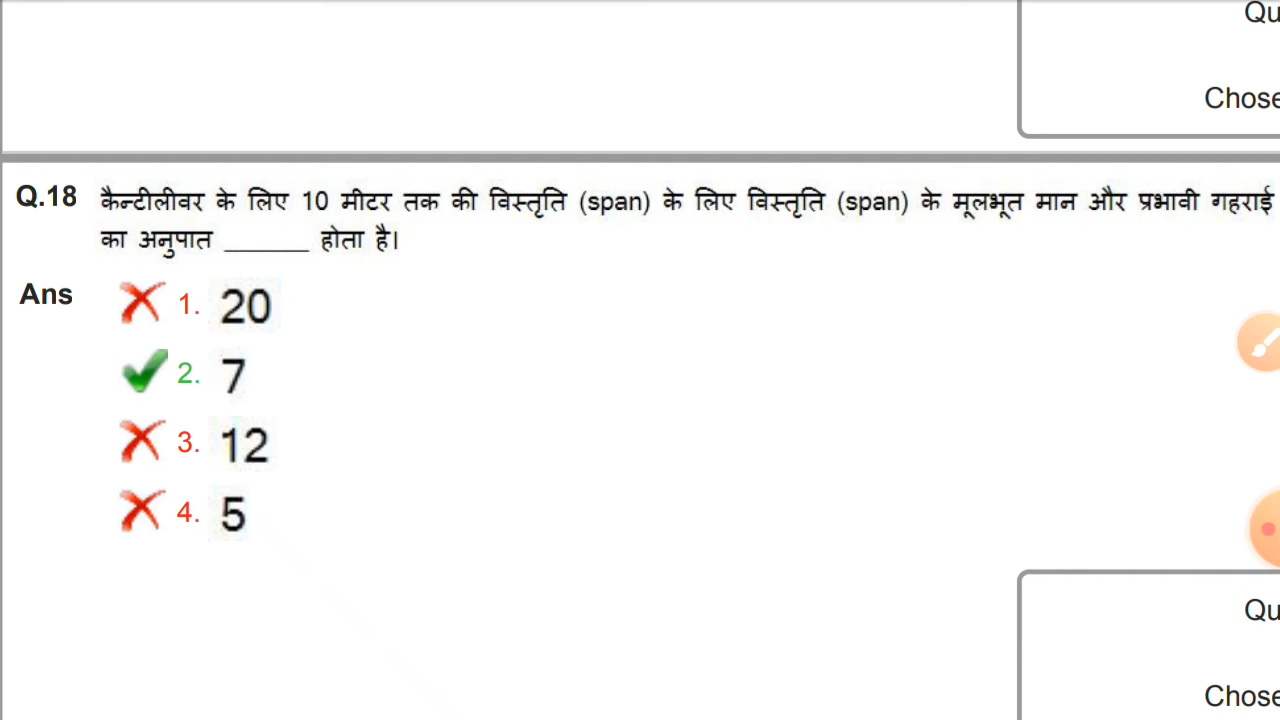 Qu
Chose
Q.18 कैन्टीलीवर के लिए 10 मीटर तक की विस्तृति (span) के लिए विस्तृति (span) के मूलभूत मान और प्रभावी गहराई
का अनुपात ______ होता है।
Ans
1. 20
2. 7
3. 12
4. 5
Qu
Chose